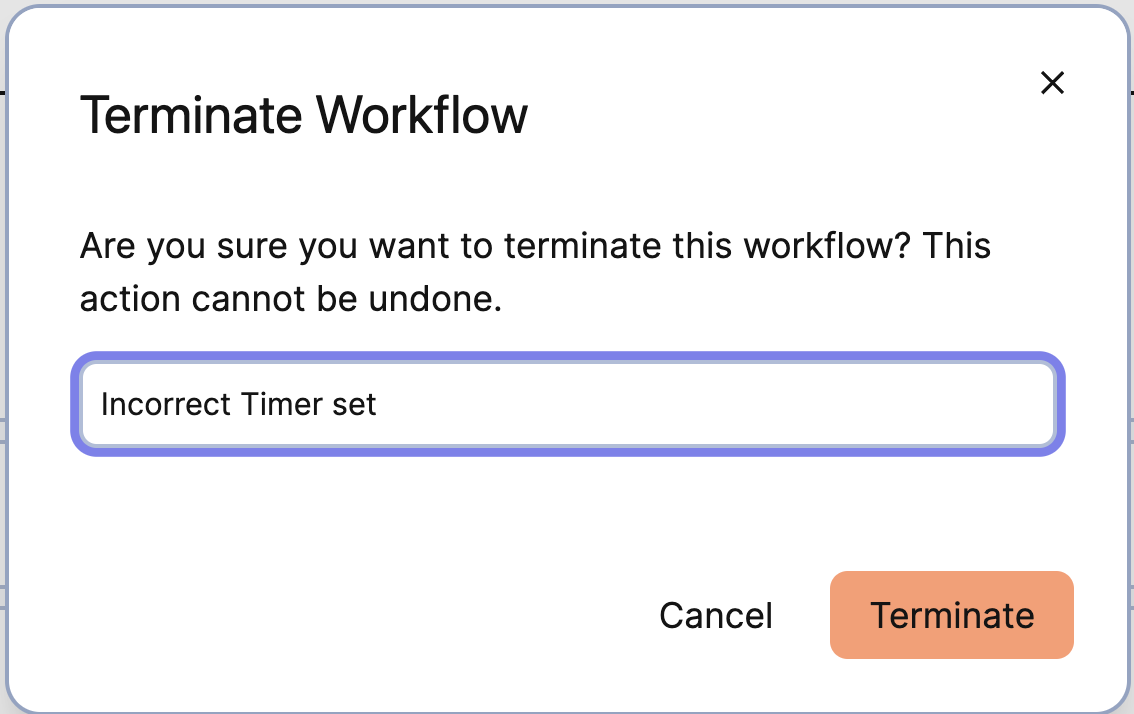 Terminate Workflow
Are you sure you want to terminate this workflow? This
action cannot be undone.
Incorrect Timer set
Cancel
Terminate